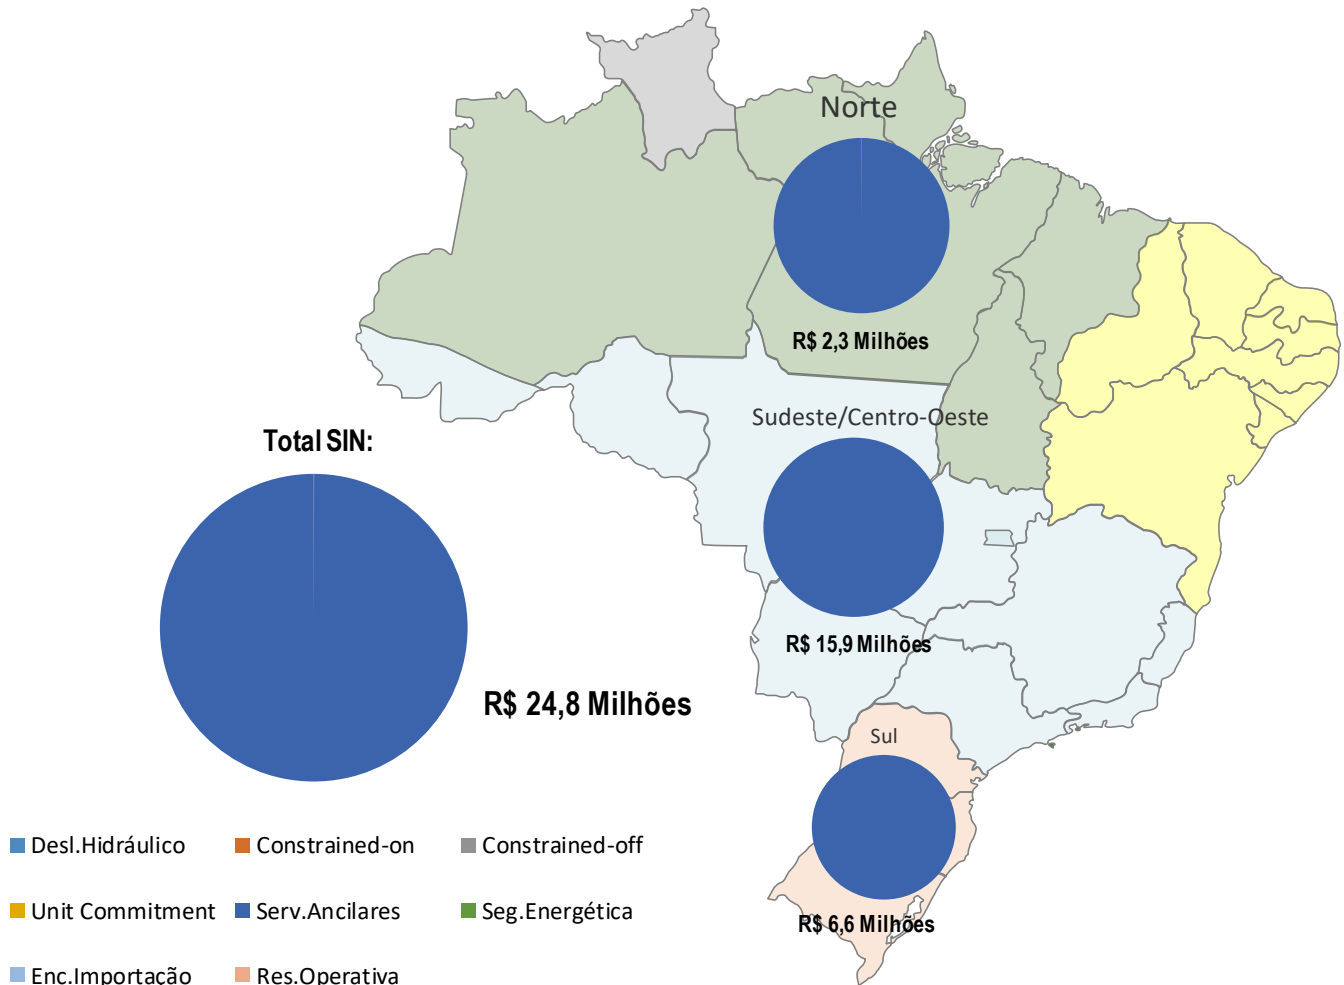 Norte
R$ 2,3 Milhões
Sudeste/Centro-Oeste
Total SIN:
R$ 15,9 Milhões
R$ 24,8 Milhões
Sul
R$ 6,6 Milhões
Desl.Hidráulico
Constrained-on
Constrained-off
Unit Commitment
Serv.Ancilares
Seg.Energética
Enc.Importação
Res.Operativa